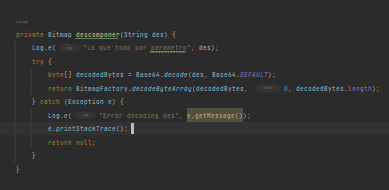 1 usage
private Bitmap descomponer(String des) {
Log.e( tag: "Lo que tomo por parametro", des);
try {
byte[] decodedBytes = Base64.decode(des, Base64.DEFAULT);
return BitmapFactory.decodeByteArray(decodedBytes, offset: 0, decodedBytes.length);
} catch (Exception e) {
Log.e( tag: "Error decoding des", e.getMessage());
e.printStackTrace();
return null;
}
}